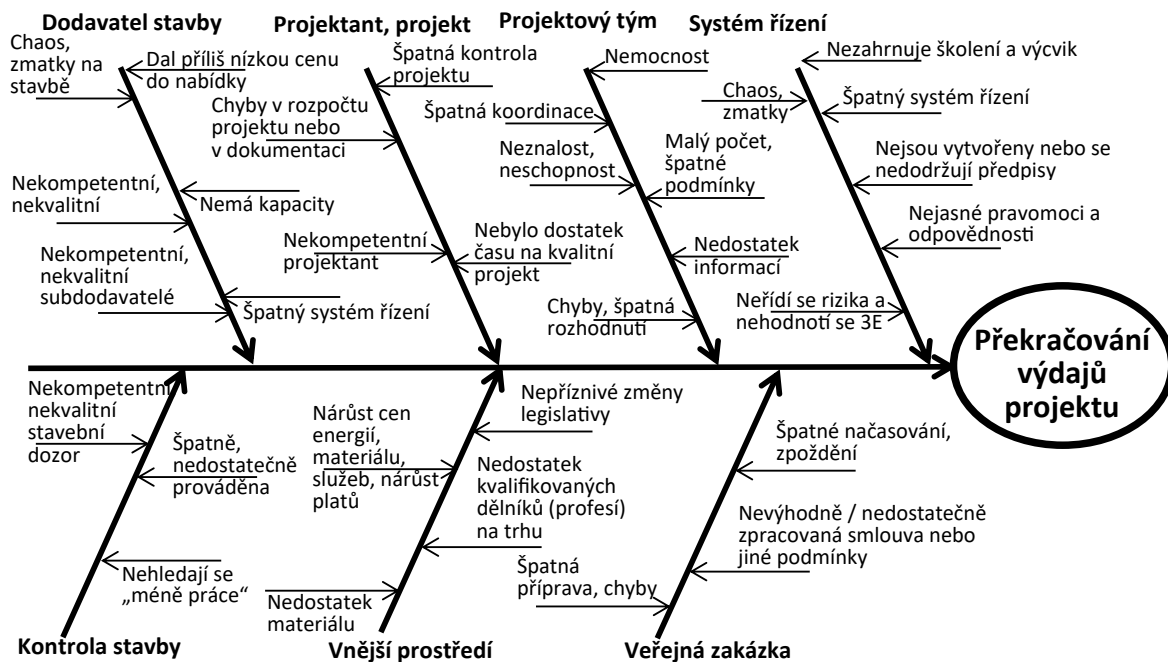 Dodavatel stavby
Chaos,
zmatky na
stavbě
Dal příliš nízkou cenu
do nabídky
Nekompetentní,
nekvalitní
Nemá kapacity
Nekompetentní,
nekvalitní
subdodavatelé
Špatný systém řízení
Projektant, projekt
Špatná kontrola
projektu
Chyby v rozpočtu
projektu nebo
v dokumentaci
Nekompetentní
projektant
Nebylo dostatek
času na kvalitní
projekt
Projektový tým
Nemocnost
Špatná koordinace
Neznalost,
neschopnost
Malý počet,
špatné
podmínky
Nedostatek
informací
Chyby, špatná
rozhodnutí
Systém řízení
Nezahrnuje školení a výcvik
Chaos,
zmatky
Špatný systém řízení
Nejsou vytvořeny nebo se
nedodržují předpisy
Nejasné pravomoci a
odpovědnosti
Neřídí se rizika a
nehodnotí se 3E
Překračování
výdajů
projektu
Nekompetentní
nekvalitní
stavební
dozor
Špatně,
nedostatečně
prováděna
Nehledají se
„méně práce“
Kontrola stavby
Nepříznivé změny
legislativy
Nárůst cen
energií,
materiálu,
služeb, nárůst
platů
Nedostatek
kvalifikovaných
dělníků (profesí)
na trhu
Nedostatek
materiálu
Vnější prostředí
Špatné načasování,
zpoždění
Nevýhodně / nedostatečně
zpracovaná smlouva nebo
jiné podmínky
Špatná
příprava, chyby
Veřejná zakázka